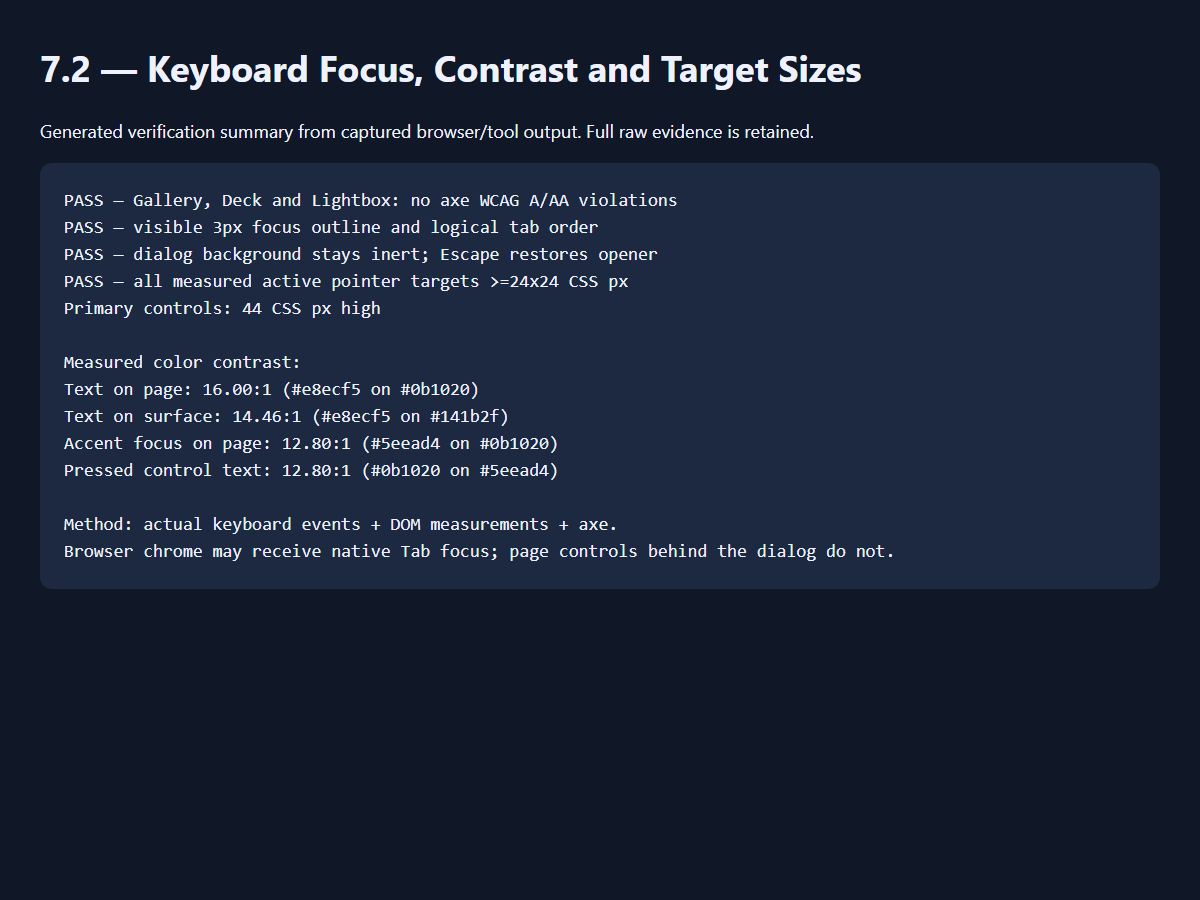 7.2 — Keyboard Focus, Contrast and Target Sizes
Generated verification summary from captured browser/tool output. Full raw evidence is retained.
PASS — Gallery, Deck and Lightbox: no axe WCAG A/AA violations
PASS — visible 3px focus outline and logical tab order
PASS — dialog background stays inert; Escape restores opener
PASS — all measured active pointer targets >=24x24 CSS px
Primary controls: 44 CSS px high
Measured color contrast:
Text on page: 16.00:1 (#e8ecf5 on #0b1020)
Text on surface: 14.46:1 (#e8ecf5 on #141b2f)
Accent focus on page: 12.80:1 (#5eead4 on #0b1020)
Pressed control text: 12.80:1 (#0b1020 on #5eead4)
Method: actual keyboard events + DOM measurements + axe.
Browser chrome may receive native Tab focus; page controls behind the dialog do not.